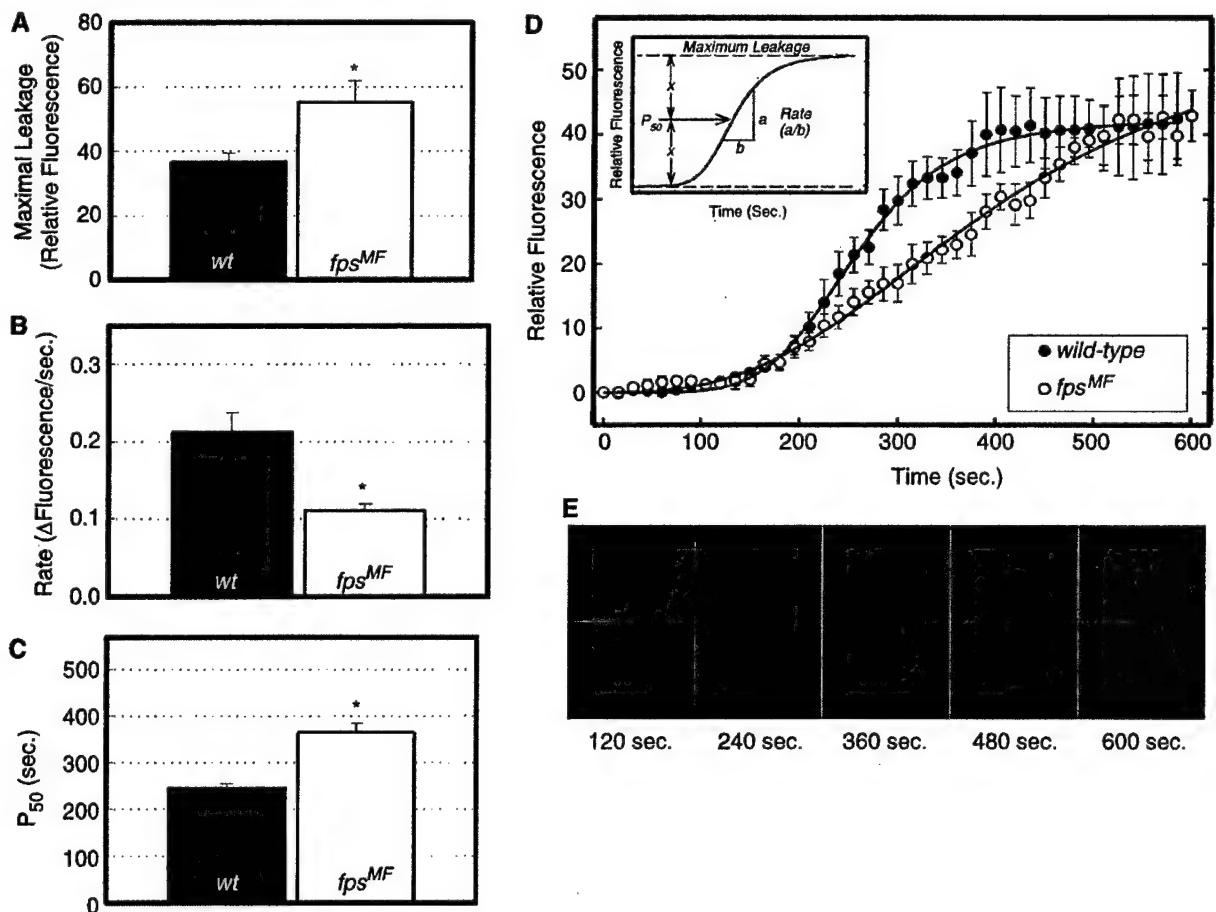 A
Maximal Leakage
(Relative Fluorescence)
80
60
40
20
0
wt
fps^MF
*
B
Rate (ΔFluorescence/sec.)
0.3
0.2
0.1
0.0
wt
fps^MF
*
C
P50 (sec.)
500
400
300
200
100
0
wt
fps^MF
*
D
Relative Fluorescence
50
40
30
20
10
0
Relative Fluorescence
Maximum Leakage
x
P50
x
a
b
Rate
(a/b)
Time (Sec.)
wild-type
fps^MF
0 100 200 300 400 500 600
Time (sec.)
E
120 sec. 240 sec. 360 sec. 480 sec. 600 sec.